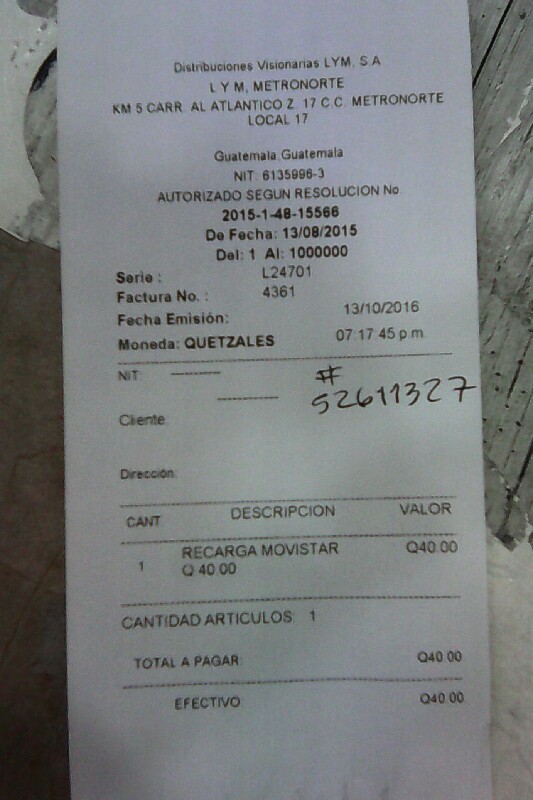 Distribuciones Visionarias LYM, S.A
L Y M, METRONORTE
KM 5 CARR. AL ATLANTICO Z. 17 C.C. METRONORTE
LOCAL 17
Guatemala, Guatemala
NIT: 6135996-3
AUTORIZADO SEGUN RESOLUCION No.
2015-1-48-15566
De Fecha: 13/08/2015
Del: 1 Al: 1000000
Serie : L24701
Factura No. : 4361
Fecha Emisión: 13/10/2016
Moneda: QUETZALES 07:17:45 p.m.
NIT: ----------
# 52611327
Cliente: ----------
Dirección:
CANT. DESCRIPCION VALOR
1 RECARGA MOVISTAR Q40.00
Q 40.00
CANTIDAD ARTICULOS: 1
TOTAL A PAGAR: Q40.00
EFECTIVO Q40.00